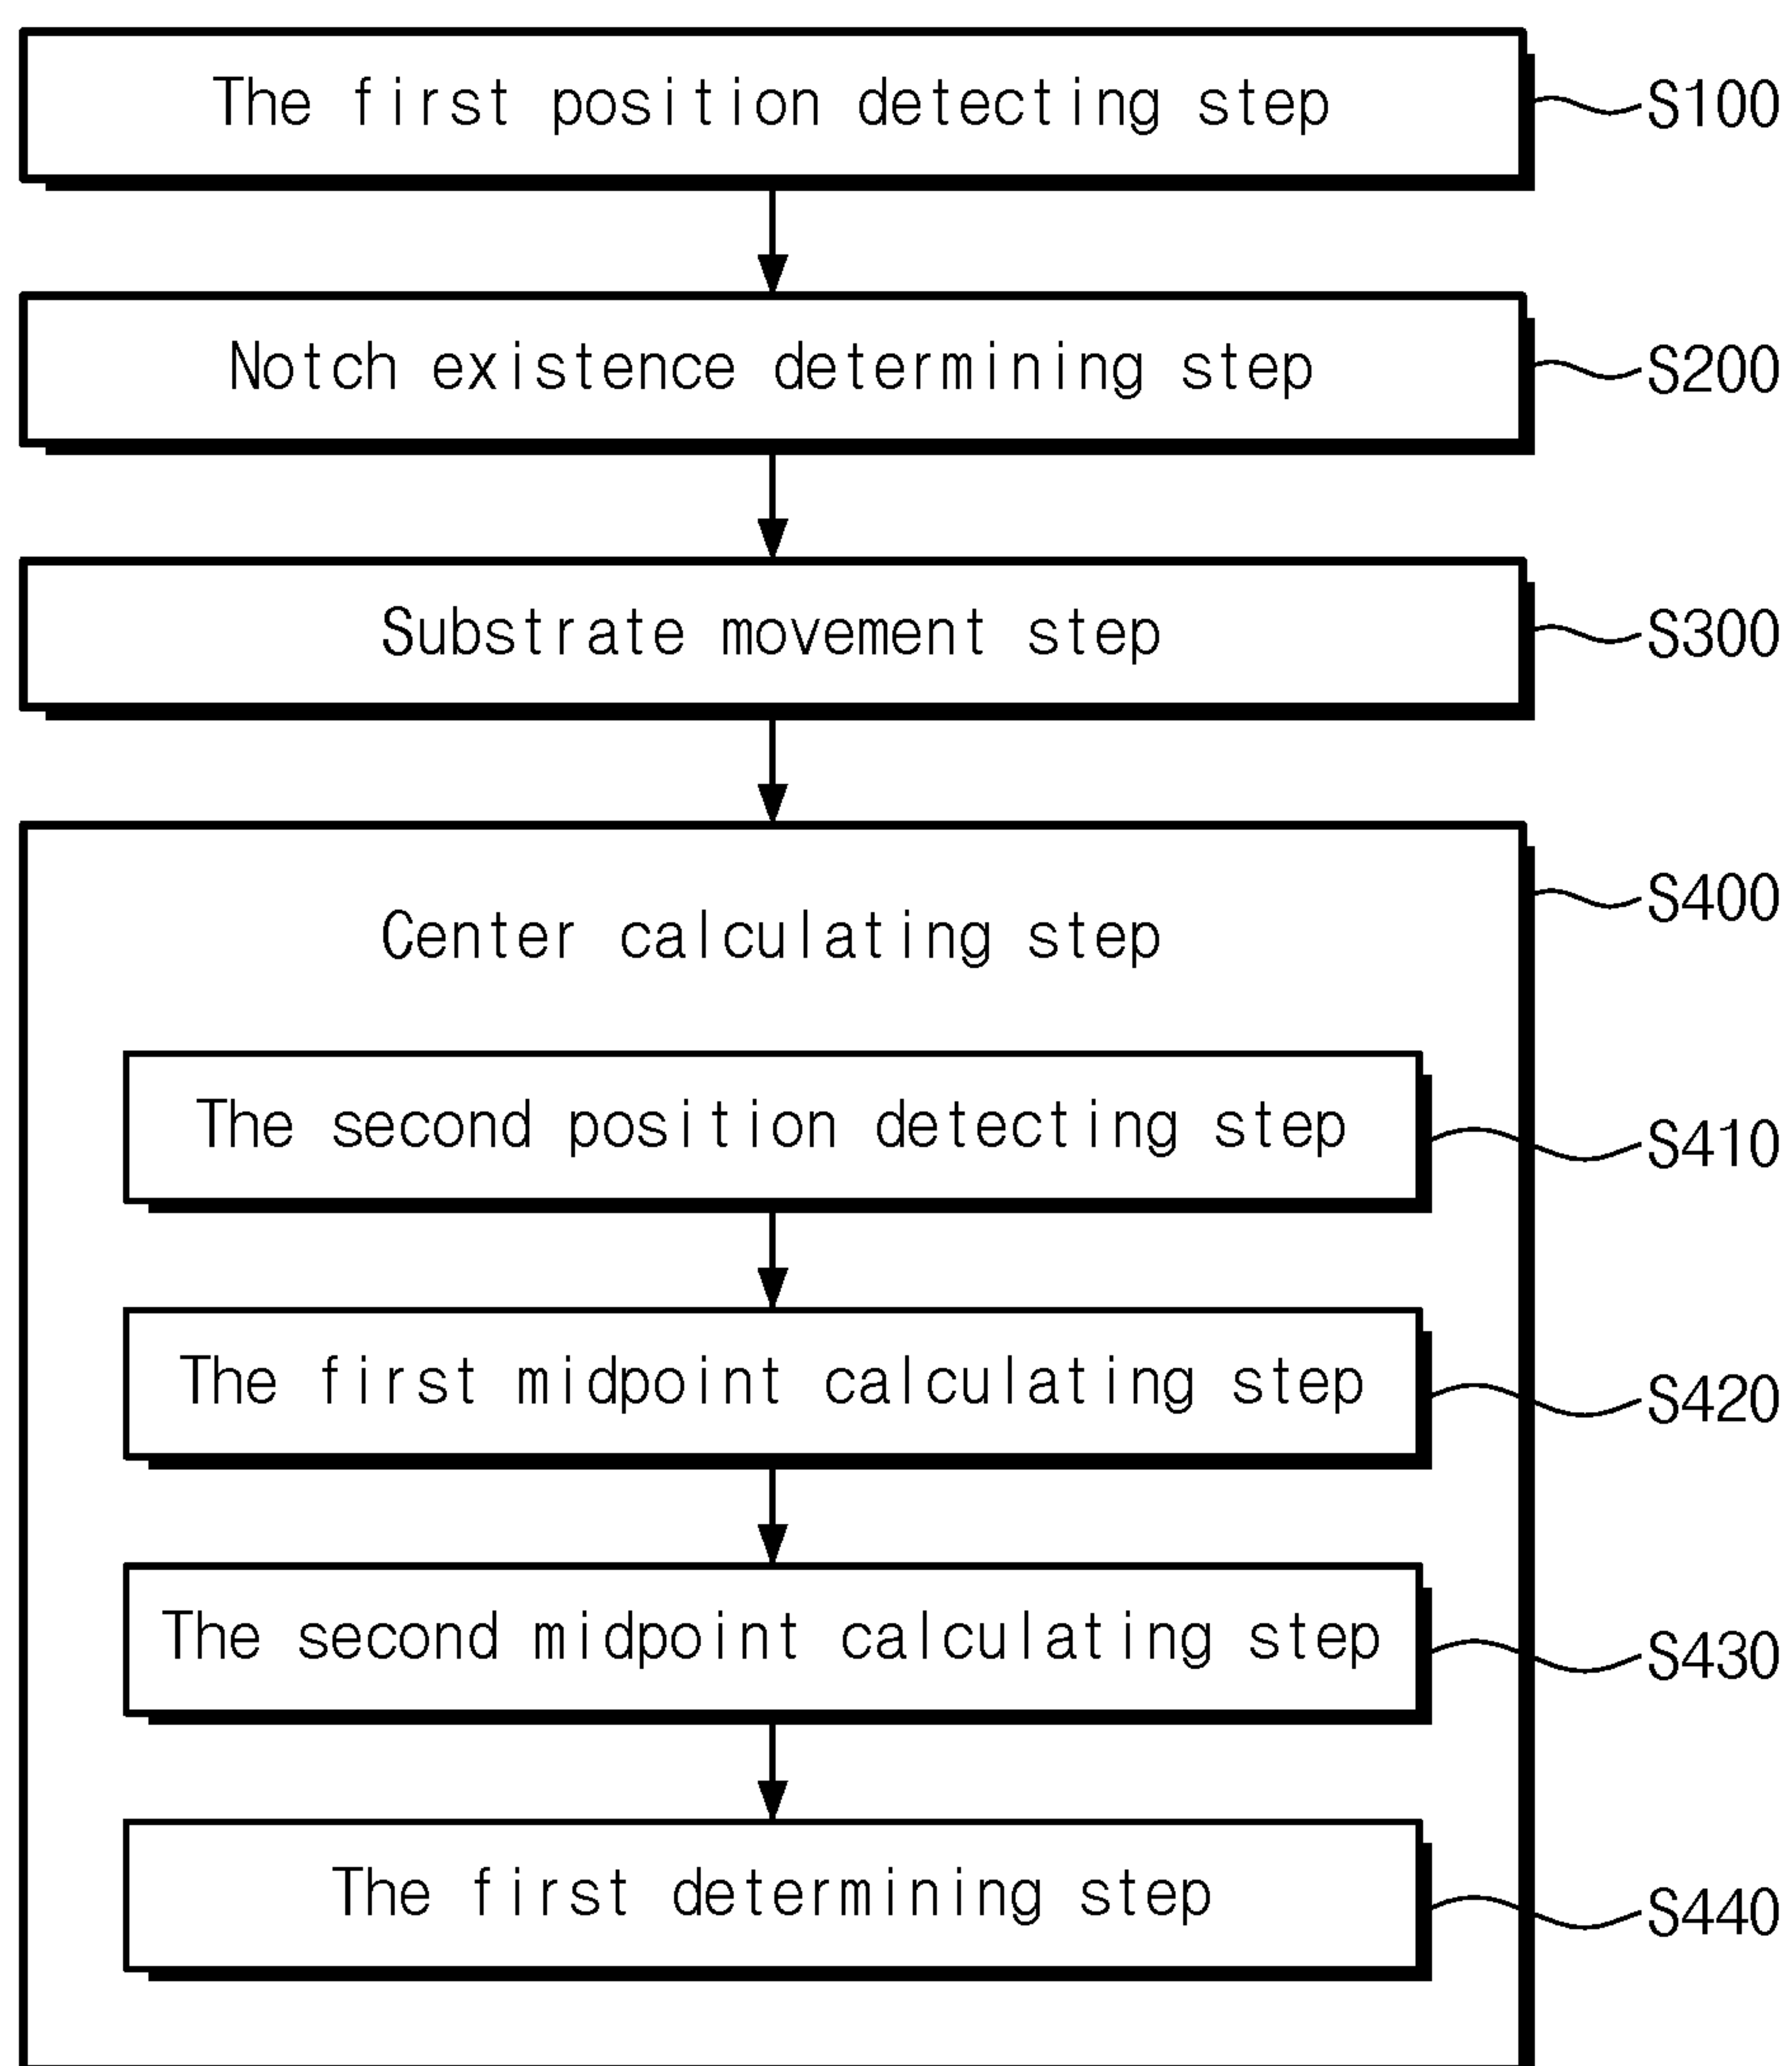 The first position detecting step
S100
Notch existence determining step
S200
Substrate movement step
S300
Center calculating step
S400
The second position detecting step
S410
The first midpoint calculating step
S420
The second midpoint calculating step
S430
The first determining step
S440